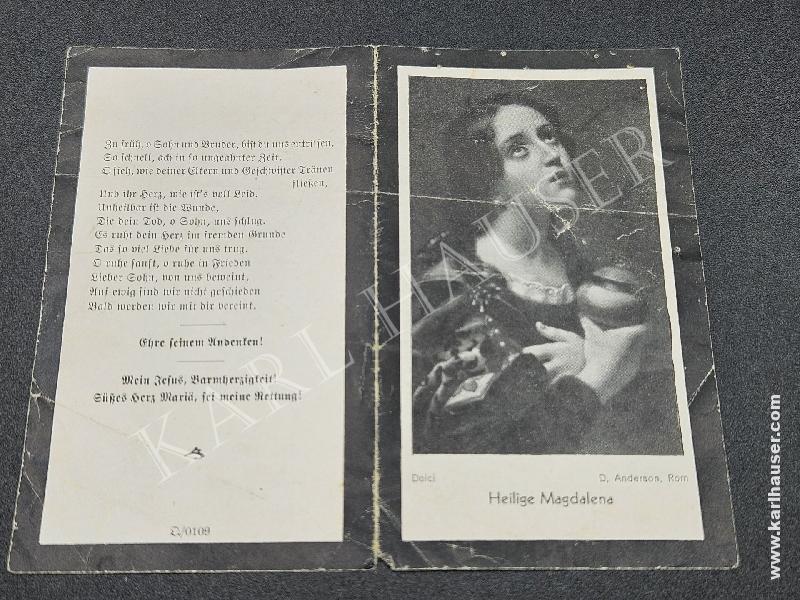 Zu früh, o Sohn und Bruder, bist du uns entrissen,
So schnell, ach in so ungeahnter Zeit.
O sieh, wie deiner Eltern und Geschwister Tränen
fließen,
Und ihr Herz, wie ist's voll Leid.
Unheilbar ist die Wunde,
Die dein Tod, o Sohn, uns schlug.
Es ruht dein Herz im fremden Grunde
Das so viel Liebe für uns trug.
O ruhe sanft, o ruhe in Frieden
Lieber Sohn, von uns beweint,
Auf ewig sind wir nicht geschieden
Bald werden wir mit dir vereint.
Ehre seinem Andenken!
Mein Jesus, Barmherzigkeit!
Süßes Herz Mariä, sei meine Rettung!
D/0109
Dolci
D. Anderson, Rom
Heilige Magdalena
KARL HAUSER
www.karlhauser.com